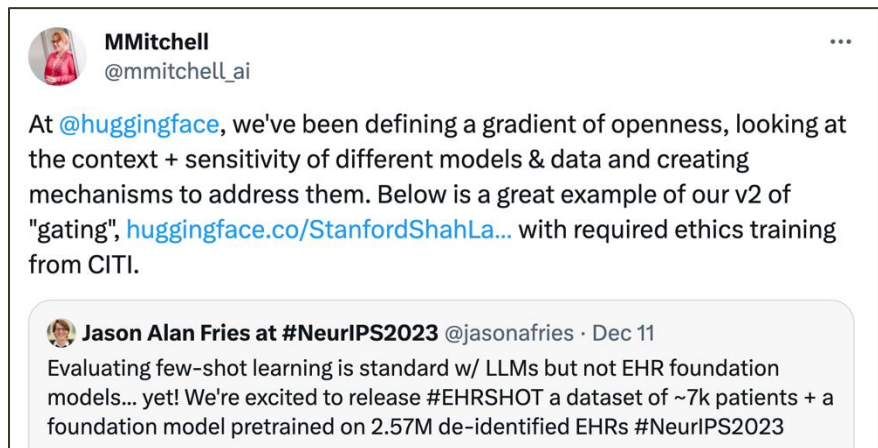 MMitchell
@mmitchell_ai
At @huggingface, we've been defining a gradient of openness, looking at
the context + sensitivity of different models & data and creating
mechanisms to address them. Below is a great example of our v2 of
"gating", huggingface.co/StanfordShahLa... with required ethics training
from CITI.
Jason Alan Fries at #NeurIPS2023 @jasonafries · Dec 11
Evaluating few-shot learning is standard w/ LLMs but not EHR foundation
models... yet! We're excited to release #EHRSHOT a dataset of ~7k patients + a
foundation model pretrained on 2.57M de-identified EHRs #NeurIPS2023